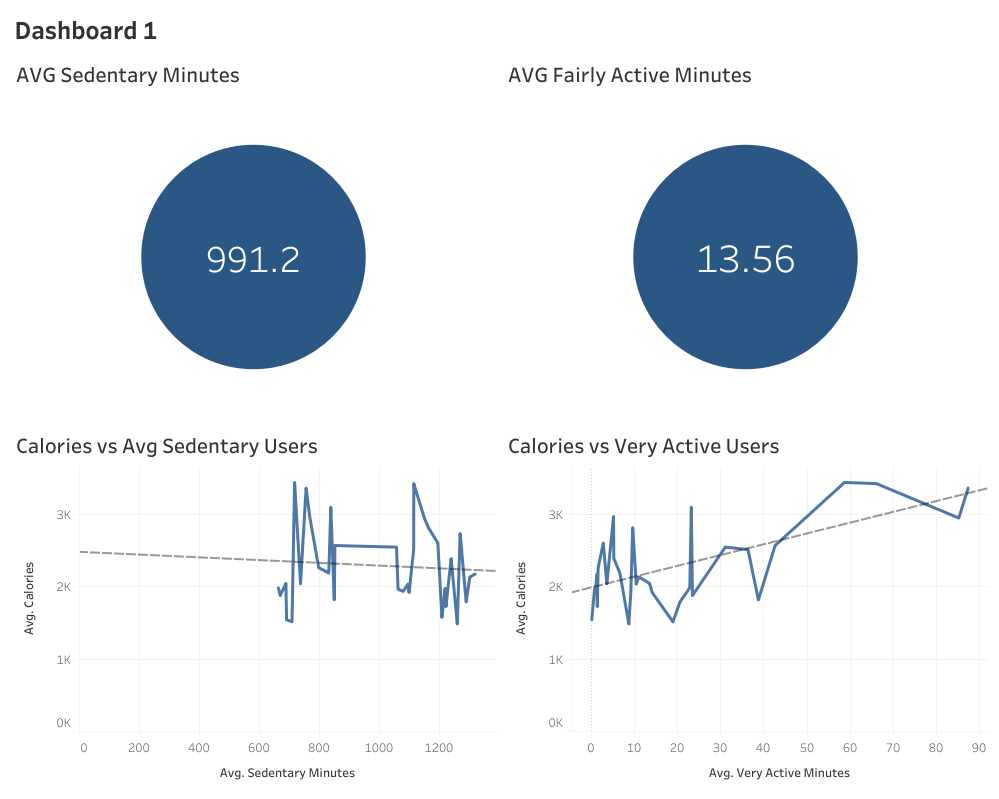 Dashboard 1
AVG Sedentary Minutes
AVG Fairly Active Minutes
991.2
13.56
Calories vs Avg Sedentary Users
Avg. Calories
3K
2K
1K
0K
0 200 400 600 800 1000 1200
Avg. Sedentary Minutes
Calories vs Very Active Users
Avg. Calories
3K
2K
1K
0K
0 10 20 30 40 50 60 70 80 90
Avg. Very Active Minutes